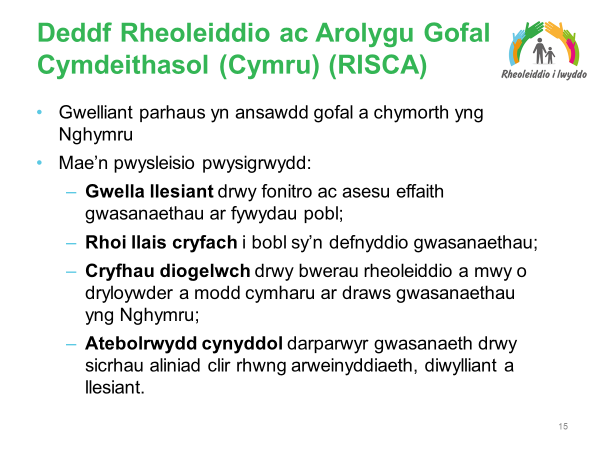 Deddf Rheoleiddio ac Arolygu Gofal
Cymdeithasol (Cymru) (RISCA)
Rheoleiddio i lwyddo
• Gwelliant parhaus yn ansawdd gofal a chymorth yng
Nghymru
• Mae'n pwysleisio pwysigrwydd:
– Gwella llesiant drwy fonitro ac asesu effaith
gwasanaethau ar fywydau pobl;
– Rhoi llais cryfach i bobl sy'n defnyddio gwasanaethau;
– Cryfhau diogelwch drwy bwerau rheoleiddio a mwy o
dryloywder a modd cymharu ar draws gwasanaethau
yng Nghymru;
– Atebolrwydd cynyddol darparwyr gwasanaeth drwy
sicrhau aliniad clir rhwng arweinyddiaeth, diwylliant a
llesiant.
15